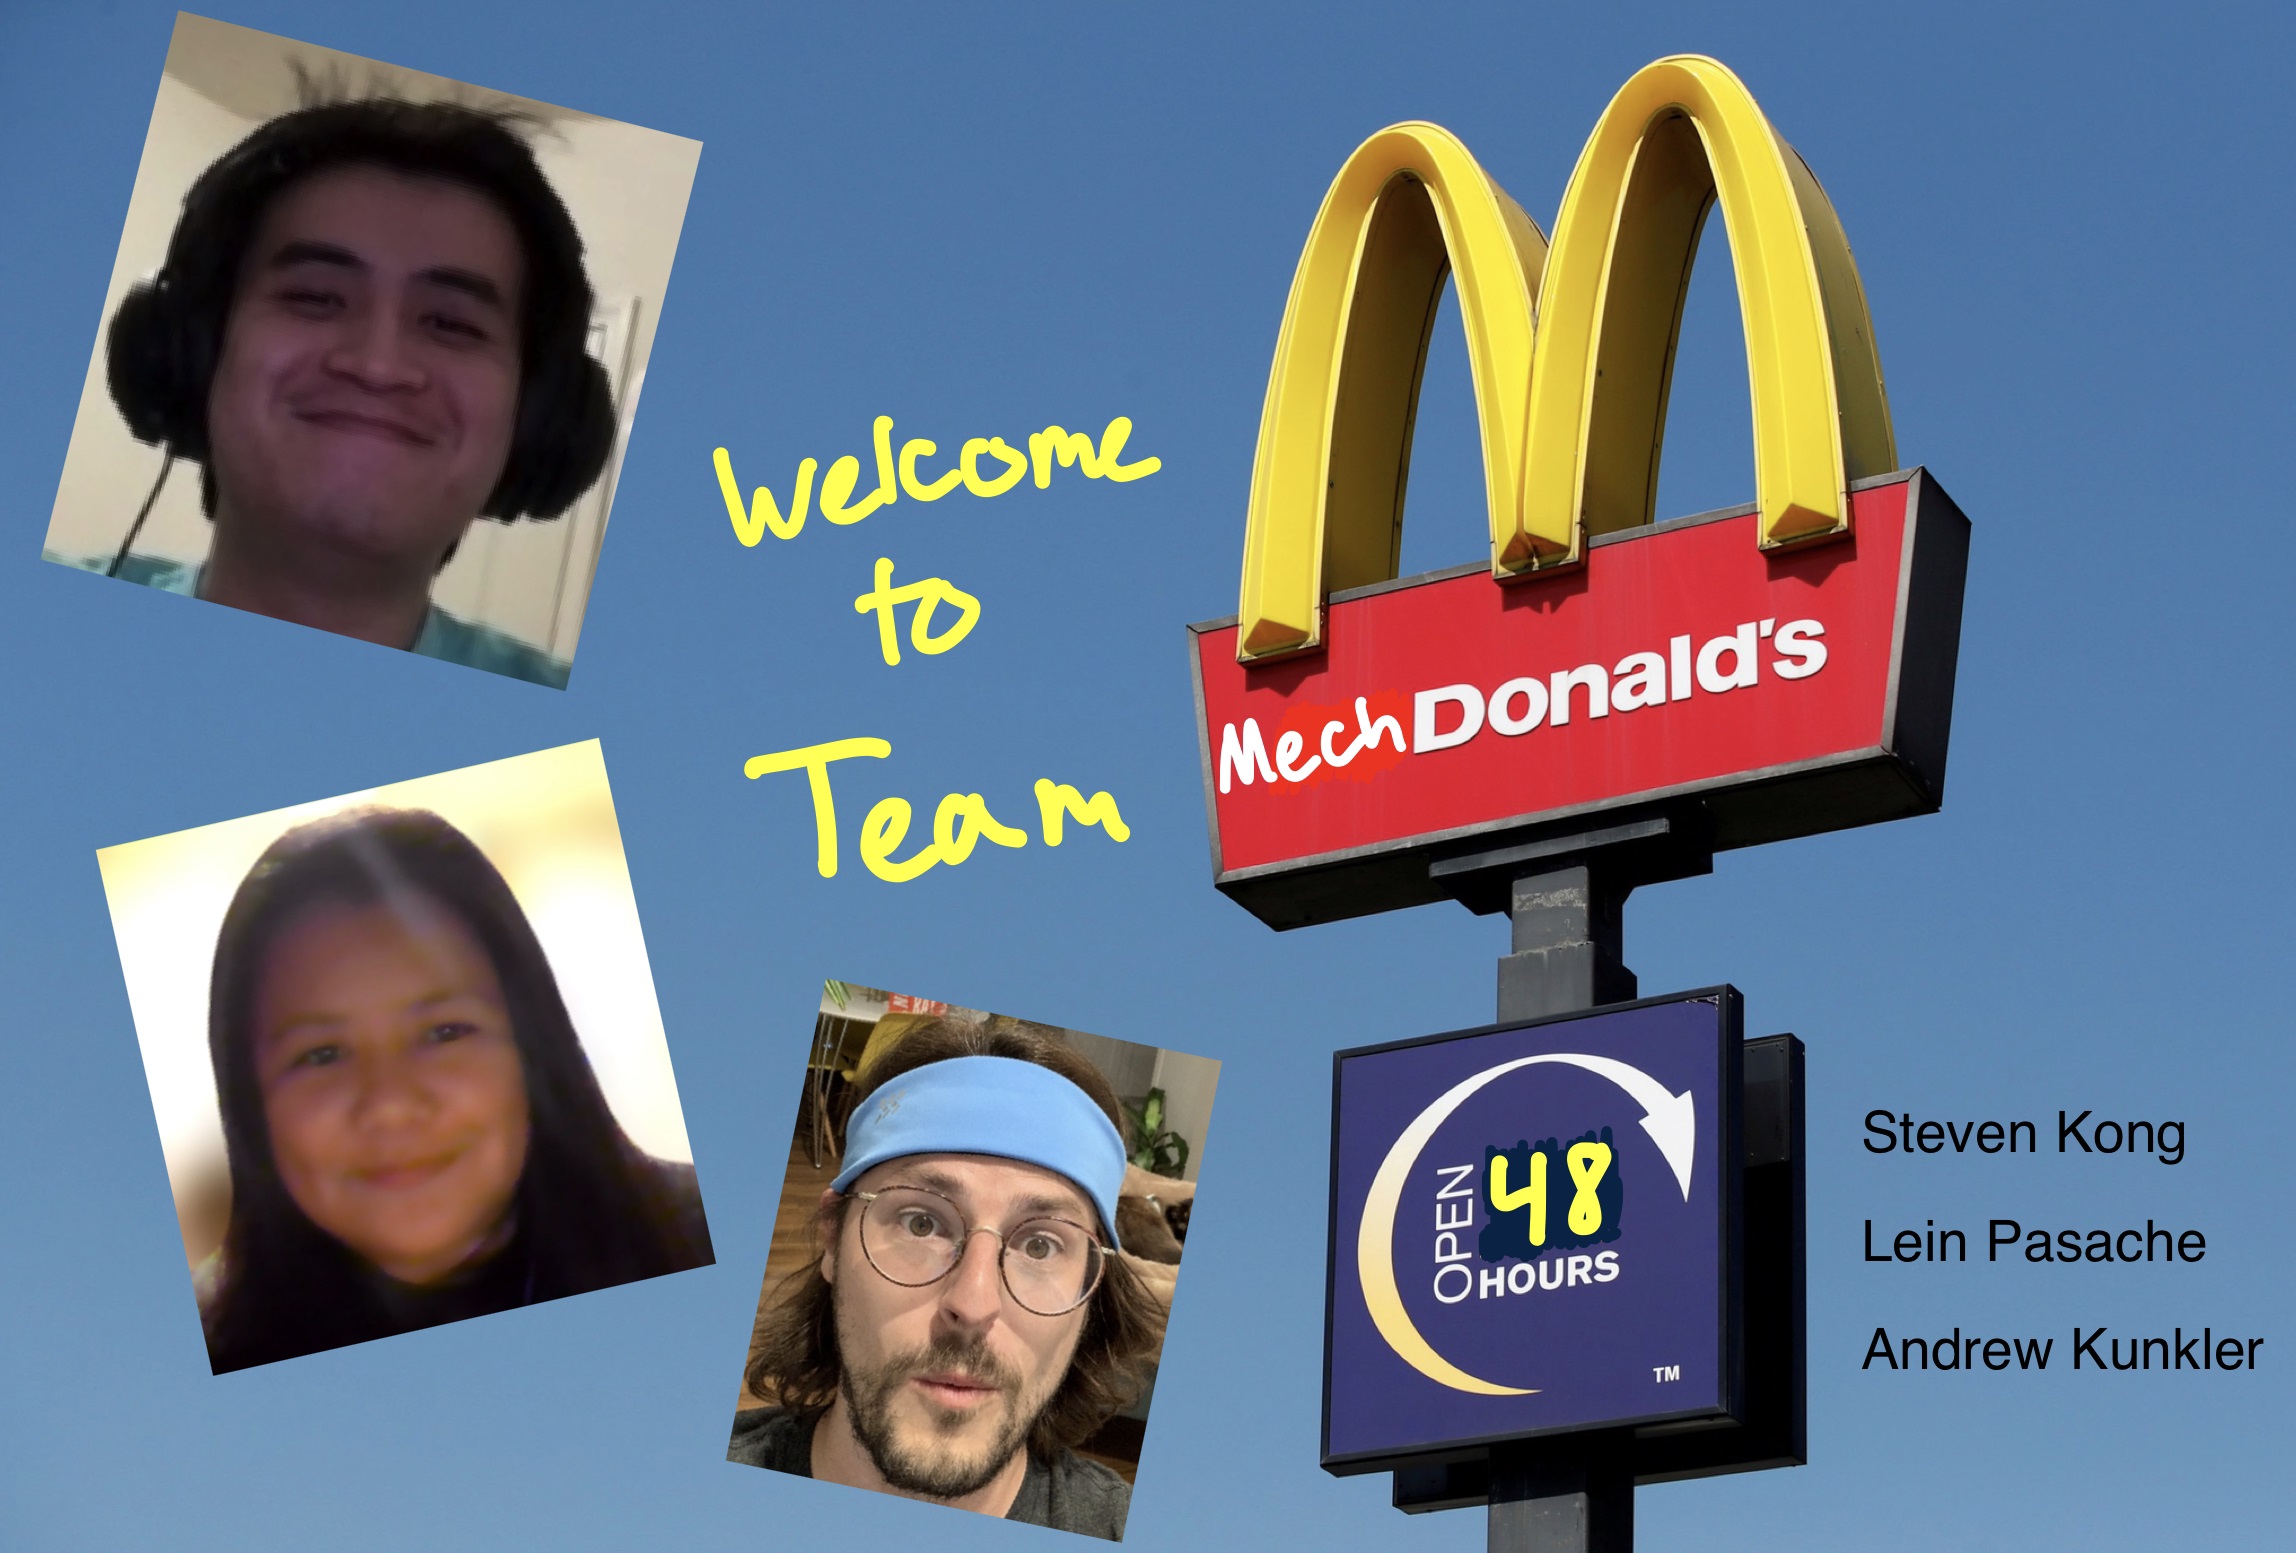 Welcome
to
Team
MechDonald's
OPEN
48
HOURS
TM
Steven Kong
Lein Pasache
Andrew Kunkler